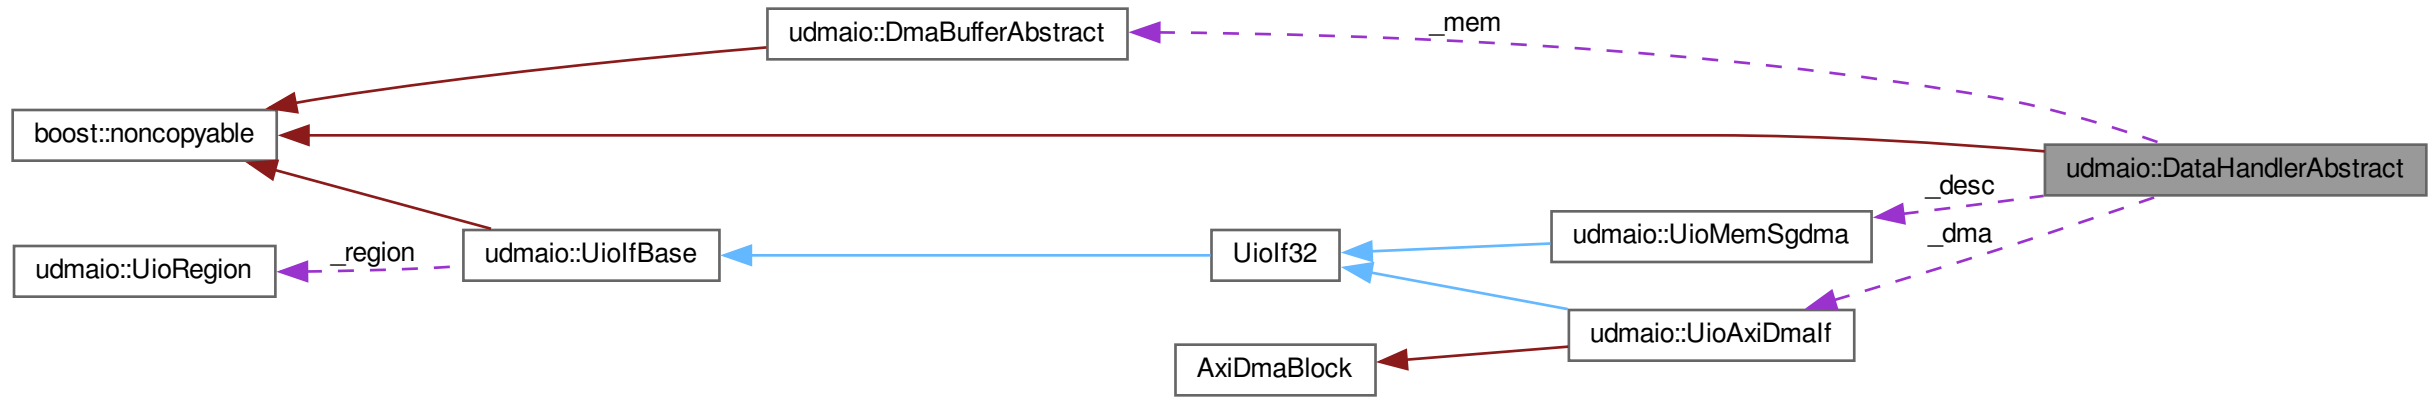 _mem
udmaio::DmaBufferAbstract
boost::noncopyable
udmaio::DataHandlerAbstract
_desc
udmaio::UioMemSgdma
_dma
_region
udmaio::UioIfBase
UioIf32
udmaio::UioRegion
udmaio::UioAxiDmaIf
AxiDmaBlock